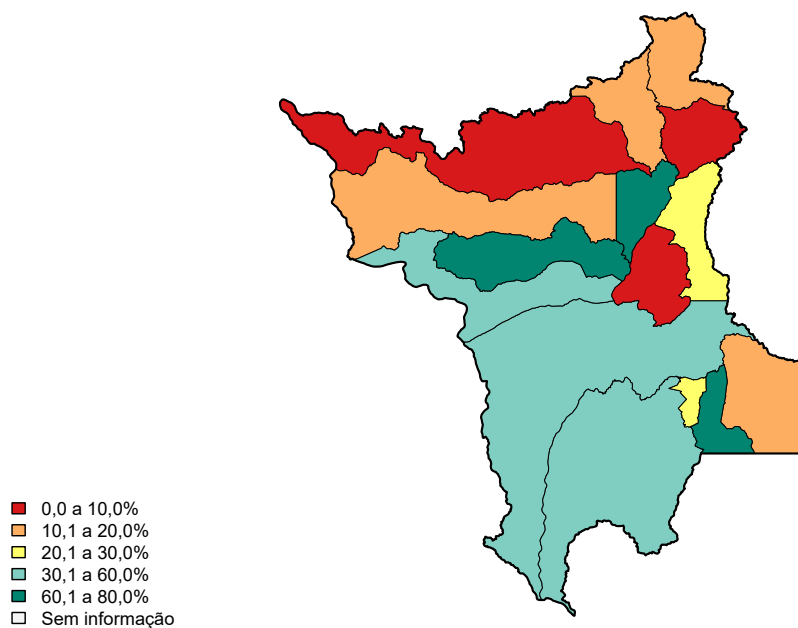 0,0 a 10,0%
10,1 a 20,0%
20,1 a 30,0%
30,1 a 60,0%
60,1 a 80,0%
Sem informação